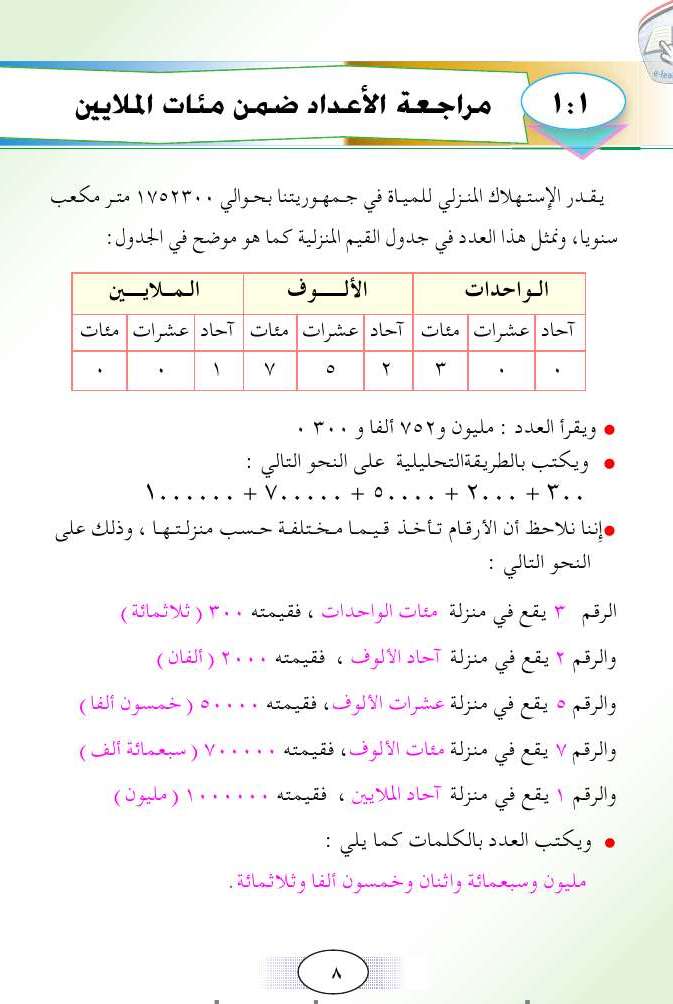 ١:١ مراجعة الأعداد ضمن مئات الملايين
يقدر الإستهلاك المنزلي للمياة في جمهوريتنا بحوالي ١٧٥٢٣٠٠ متر مكعب
سنويا، ونمثل هذا العدد في جدول القيم المنزلية كما هو موضح في الجدول:
الواحدات الألـــوف الملايـين
آحاد عشرات مئات آحاد عشرات مئات آحاد عشرات مئات
٠ ٠ ٣ ٢ ٥ ٧ ١ ٠ ٠
● ويقرأ العدد : مليون و٧٥٢ ألفا و ٣٠٠ ٠
● ويكتب بالطريقةالتحليلية على النحو التالي :
٣٠٠ + ٢٠٠٠ + ٥٠٠٠٠ + ٧٠٠٠٠٠ + ١٠٠٠٠٠٠
●إننا نلاحظ أن الأرقام تأخذ قيما مختلفة حسب منزلتها ، وذلك على
النحو التالي :
الرقم ٣ يقع في منزلة مئات الواحدات ، فقيمته ٣٠٠ ( ثلاثمائة )
والرقم ٢ يقع في منزلة آحاد الألوف ، فقيمته ٢٠٠٠ ( ألفان )
والرقم ٥ يقع في منزلة عشرات الألوف، فقيمته ٥٠٠٠٠ ( خمسون ألفا )
والرقم ٧ يقع في منزلة مئات الألوف، فقيمته ٧٠٠٠٠٠ ( سبعمائة ألف )
والرقم ١ يقع في منزلة آحاد الملايين ، فقيمته ١٠٠٠٠٠٠ ( مليون )
● ويكتب العدد بالكلمات كما يلي :
مليون وسبعمائة واثنان وخمسون ألفا وثلاثمائة.
٨